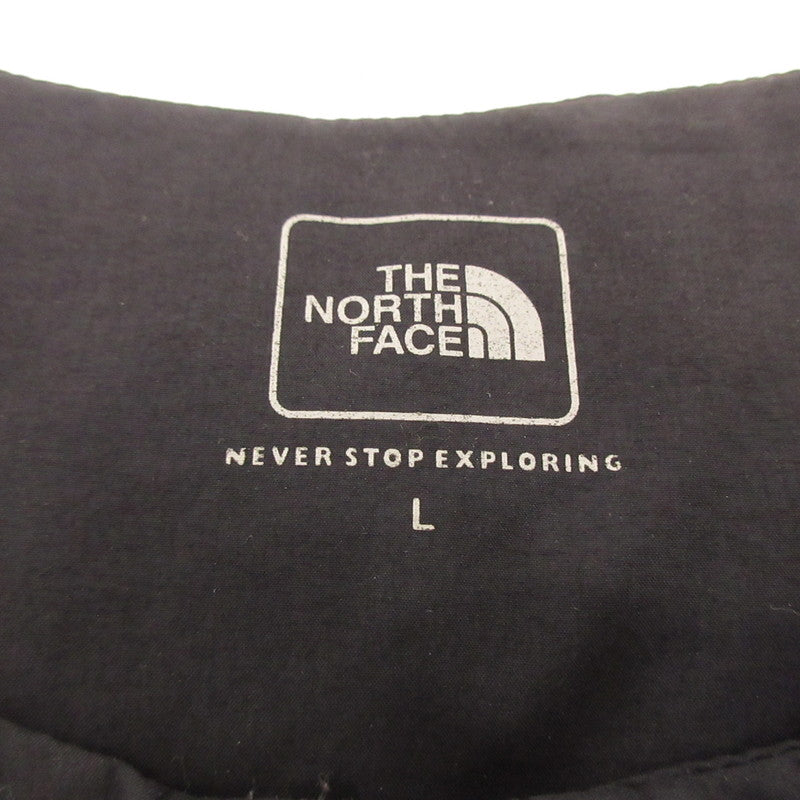 THE
NORTH
FACE
NEVER STOP EXPLORING
L